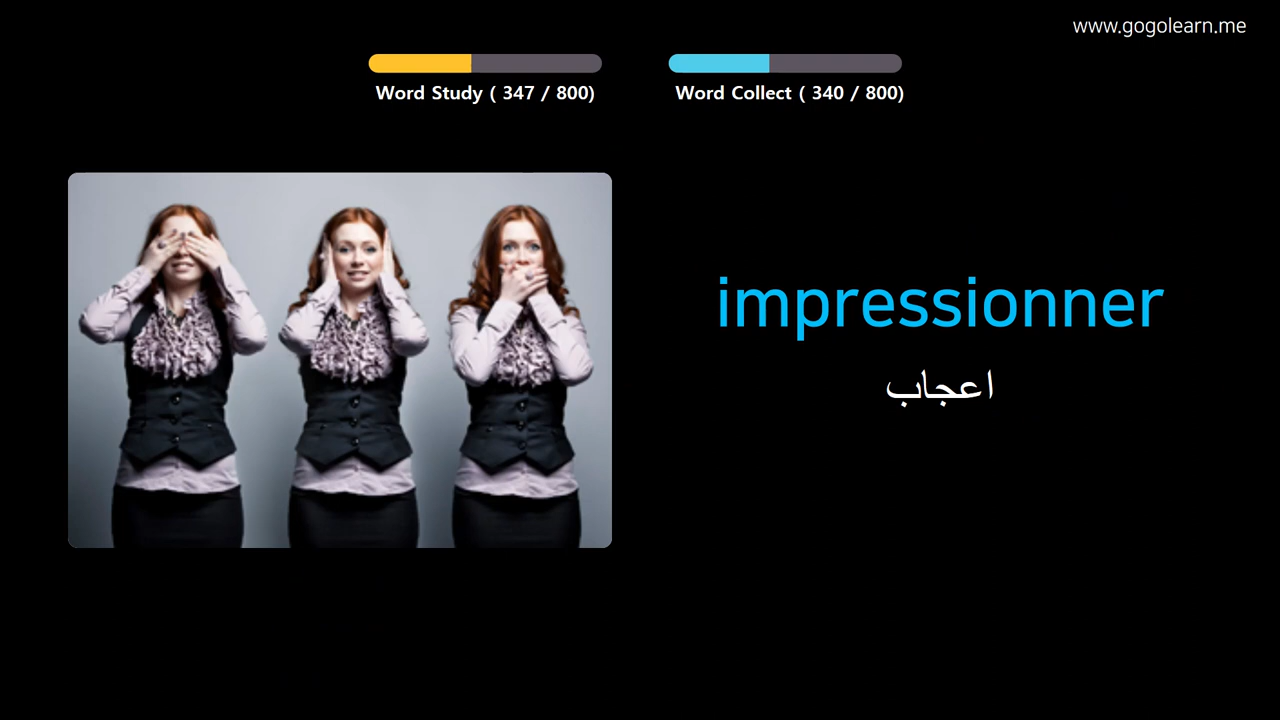 www.gogolearn.me
Word Study ( 347 / 800)
Word Collect ( 340 / 800)
impressionner
اعجاب